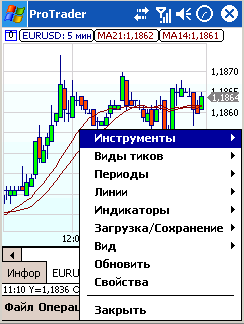 ProTrader
EURUSD: 5 мин MA21:1,1862 MA14:1,1861
1,1870
1,1864
1,1860
Инструменты
Виды тиков
Периоды
Линии
Индикаторы
Загрузка/Сохранение
Вид
Обновить
Свойства
Закрыть
12:0
Инфор EURU
11:10 Y=1,1836 C
Файл Операц